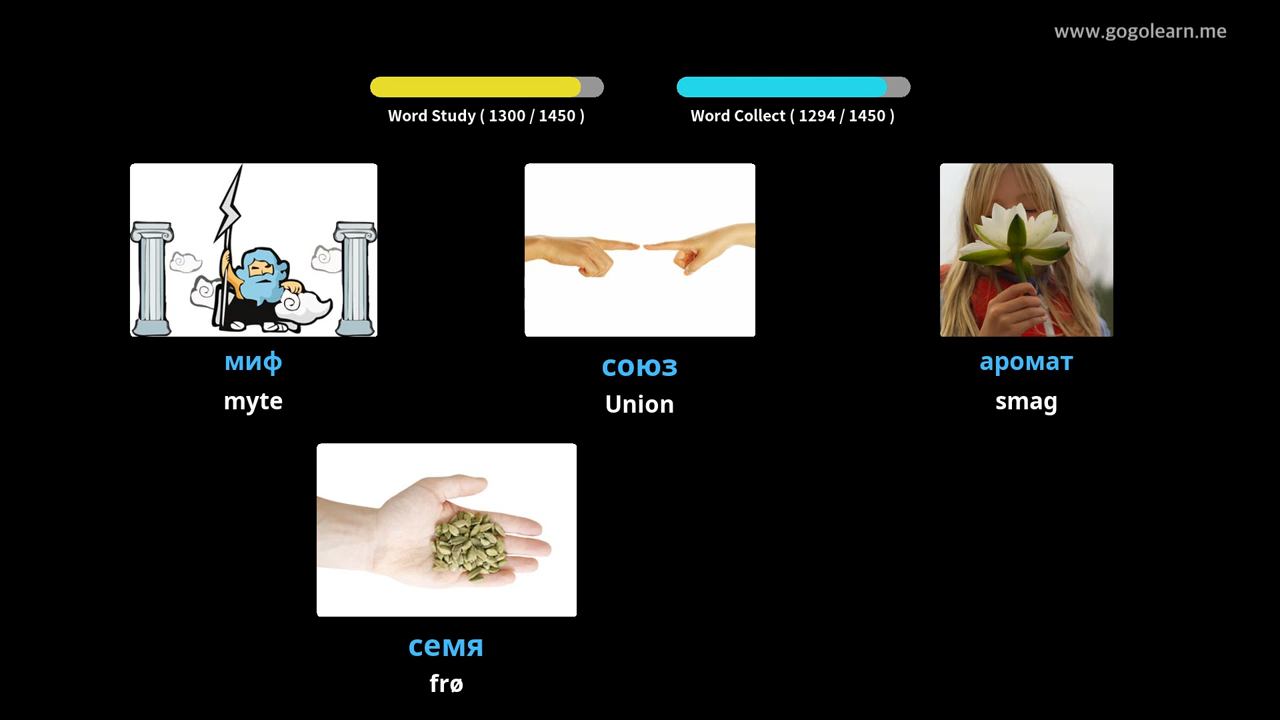 www.gogolearn.me
Word Study ( 1300 / 1450 )
Word Collect ( 1294 / 1450 )
миф
myte
союз
Union
аромат
smag
семя
frø